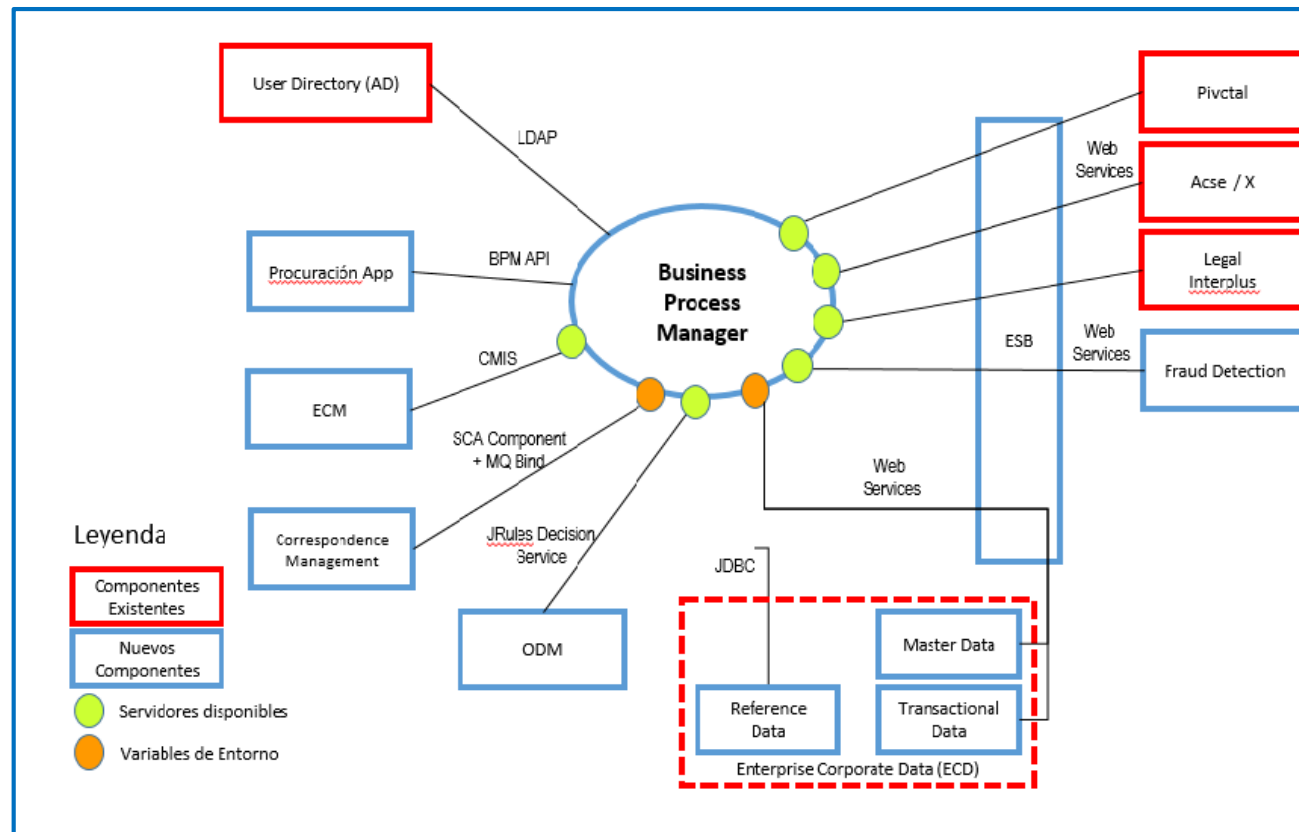 User Directory (AD)
Pivctal
LDAP
Web
Services
Acse / X
Procuración App
BPM API
Business
Process
Manager
Legal
Interplus
ESB
Web
Services
Fraud Detection
CMIS
ECM
SCA Component
+ MQ Bind
Web
Services
Leyenda
Correspondence
Management
JRules Decision
Service
JDBC
Componentes
Existentes
Nuevos
Componentes
ODM
Master Data
Reference
Data
Transactional
Data
Servidores disponibles
Variables de Entorno
Enterprise Corporate Data (ECD)